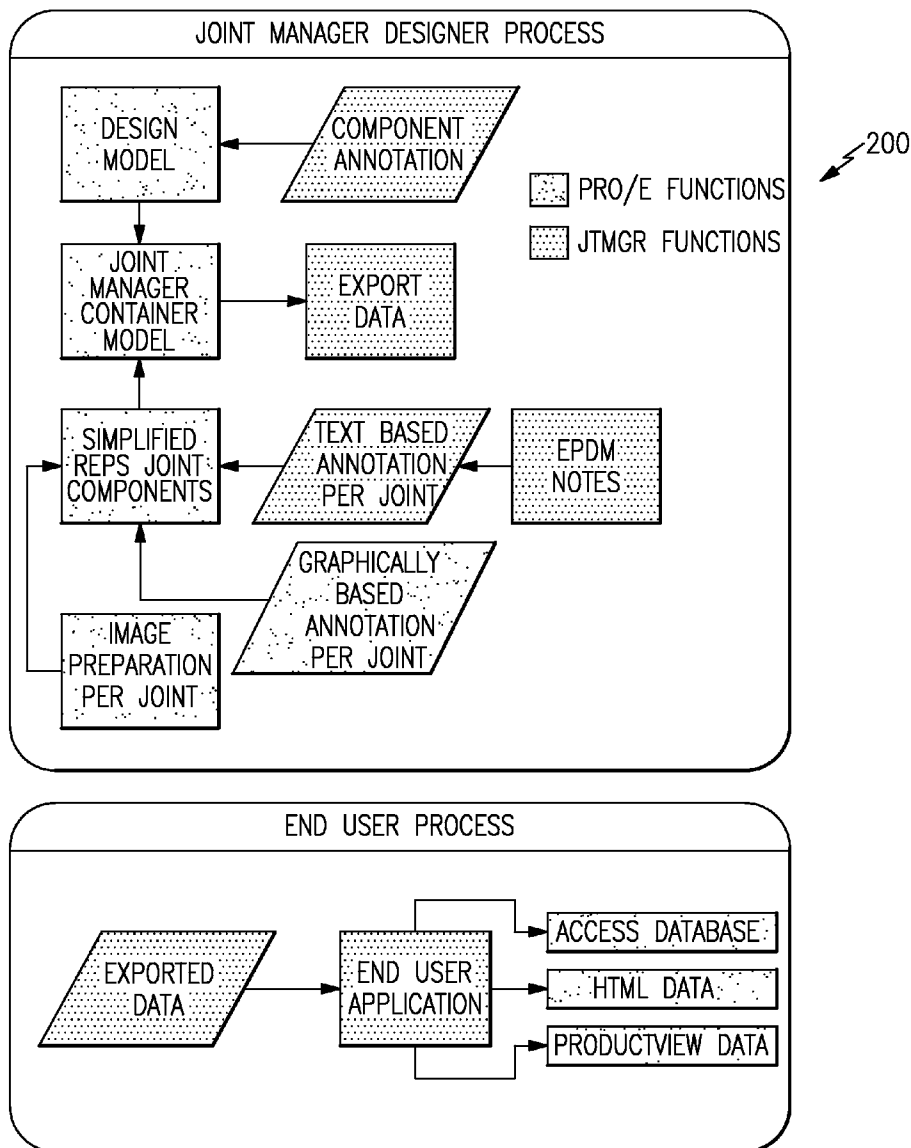 JOINT MANAGER DESIGNER PROCESS
DESIGN
MODEL
COMPONENT
ANNOTATION
200
PRO/E FUNCTIONS
JTMGR FUNCTIONS
JOINT
MANAGER
CONTAINER
MODEL
EXPORT
DATA
SIMPLIFIED
REPS JOINT
COMPONENTS
TEXT BASED
ANNOTATION
PER JOINT
EPDM
NOTES
GRAPHICALLY
BASED
ANNOTATION
PER JOINT
IMAGE
PREPARATION
PER JOINT
END USER PROCESS
EXPORTED
DATA
END USER
APPLICATION
ACCESS DATABASE
HTML DATA
PRODUCTVIEW DATA